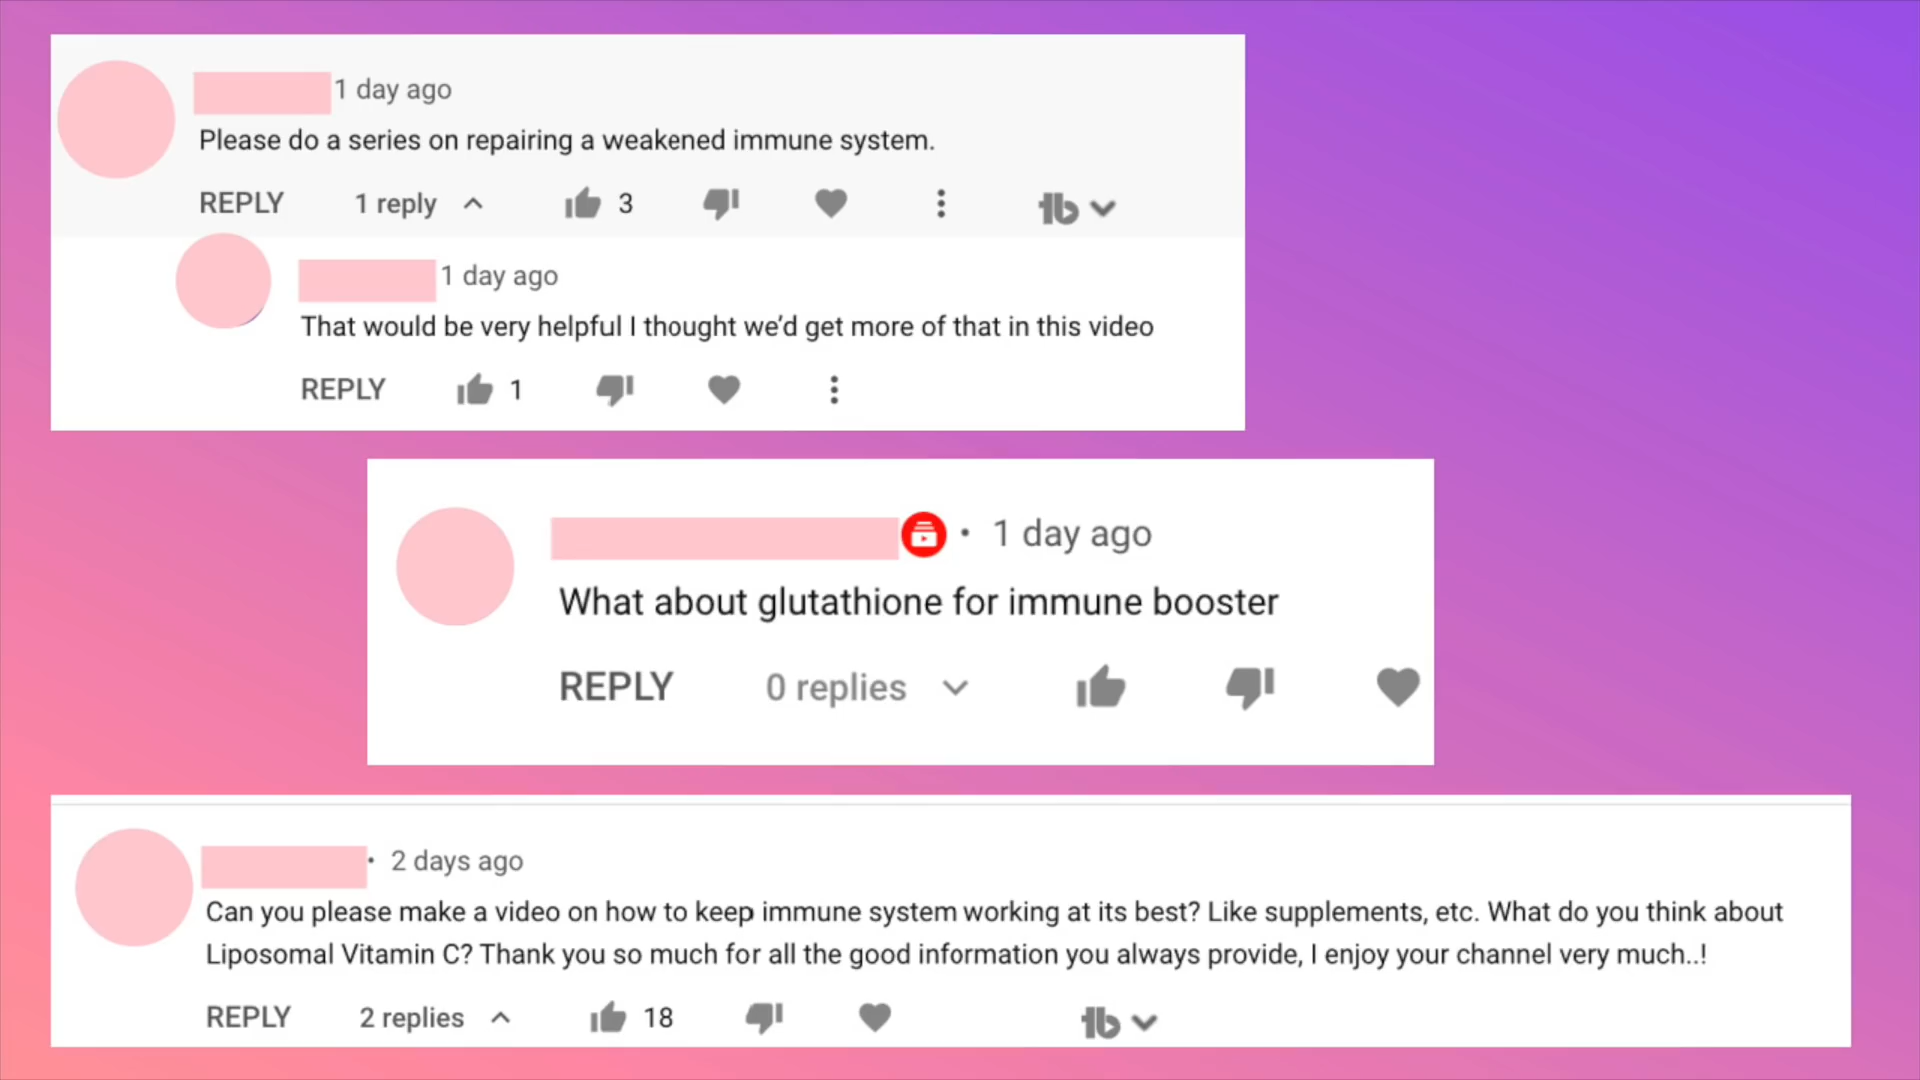 1 day ago
Please do a series on repairing a weakened immune system.
REPLY 1 reply 3
1 day ago
That would be very helpful I thought we’d get more of that in this video
REPLY 1
• 1 day ago
What about glutathione for immune booster
REPLY 0 replies
• 2 days ago
Can you please make a video on how to keep immune system working at its best? Like supplements, etc. What do you think about
Liposomal Vitamin C? Thank you so much for all the good information you always provide, I enjoy your channel very much..!
REPLY 2 replies 18